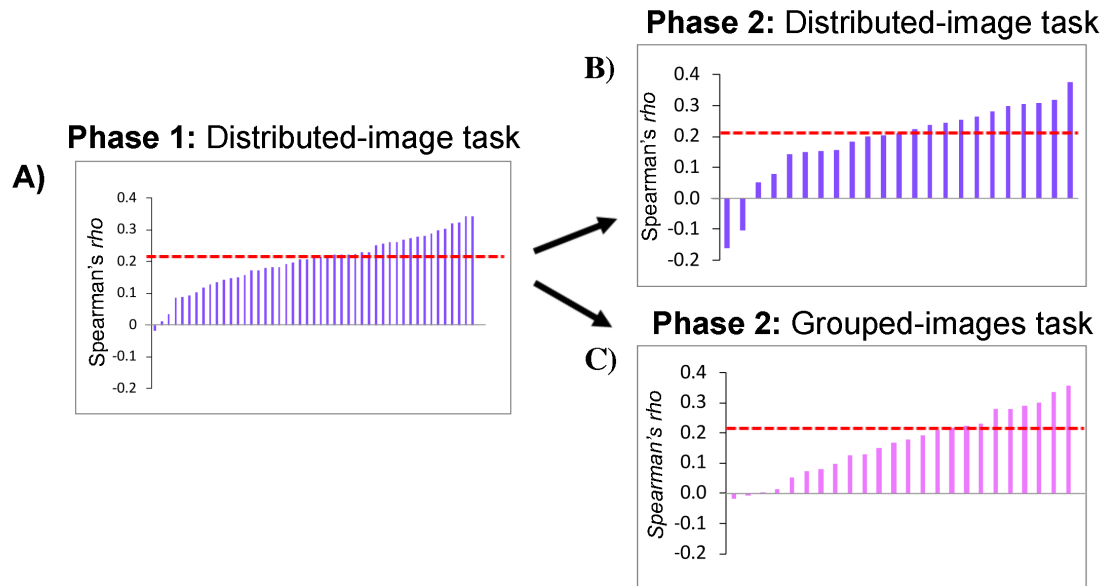 Phase 1: Distributed-image task
A)
Spearman's rho
0.4
0.3
0.2
0.1
0
-0.1
-0.2
Phase 2: Distributed-image task
B)
Spearman's rho
0.4
0.3
0.2
0.1
0.0
-0.1
-0.2
Phase 2: Grouped-images task
C)
Spearman's rho
0.4
0.3
0.2
0.1
0.0
-0.1
-0.2